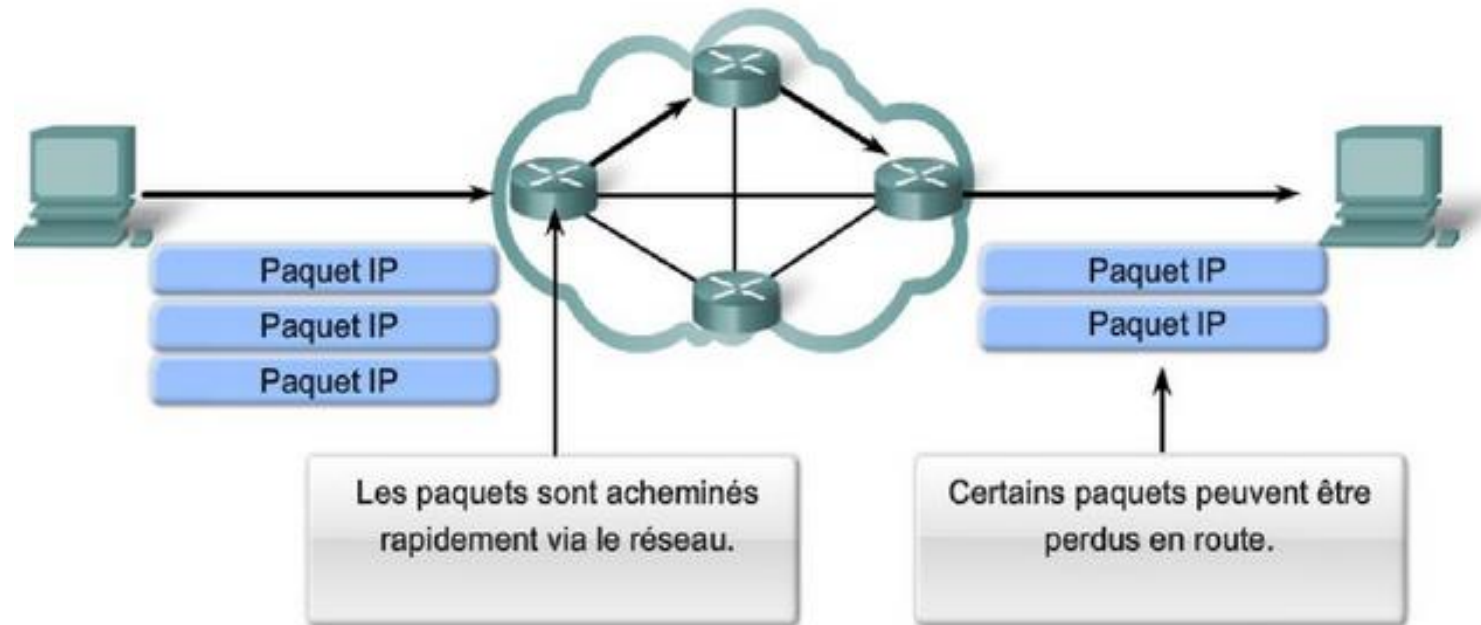 Paquet IP
Paquet IP
Paquet IP
Paquet IP
Paquet IP
Les paquets sont acheminés
rapidement via le réseau.
Certains paquets peuvent être
perdus en route.